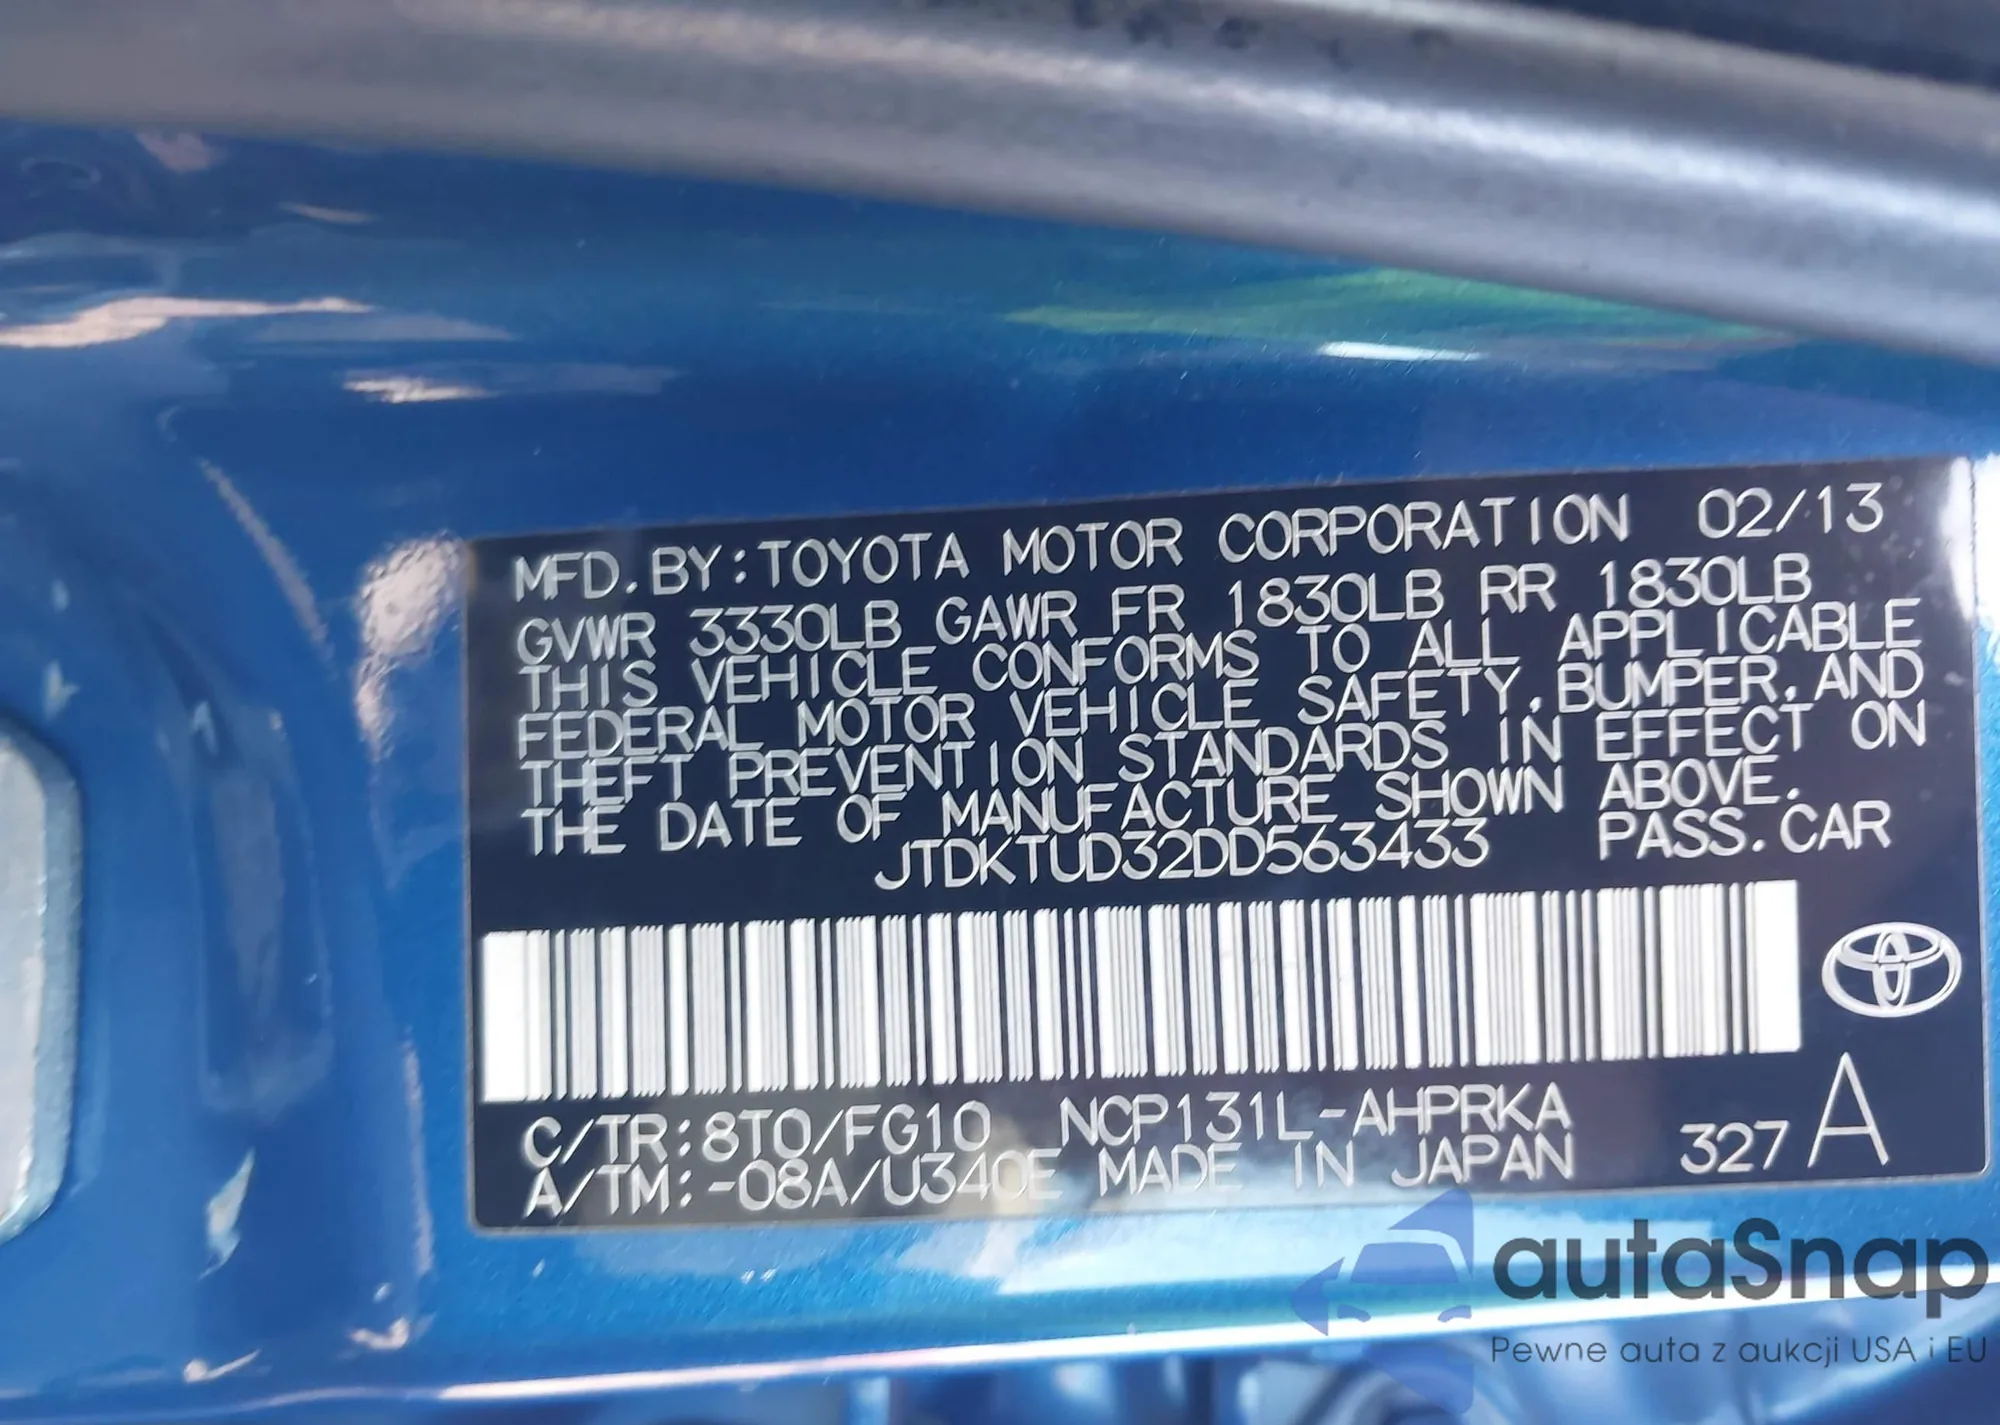 MFD.BY:TOYOTA MOTOR CORPORATION 02/13
GVWR 3330LB GAWR FR 1830LB RR 1830LB
THIS VEHICLE CONFORMS TO ALL APPLICABLE
FEDERAL MOTOR VEHICLE SAFETY,BUMPER,AND
THEFT PREVENTION STANDARDS IN EFFECT ON
THE DATE OF MANUFACTURE SHOWN ABOVE.
JTDKTUD32DD563433 PASS.CAR
C/TR:8T0/FG10 NCP131L-AHPRKA
A/TM:-08A/U340E MADE IN JAPAN 327 A
autaSnap
Pewne auta z aukcji USA i EU